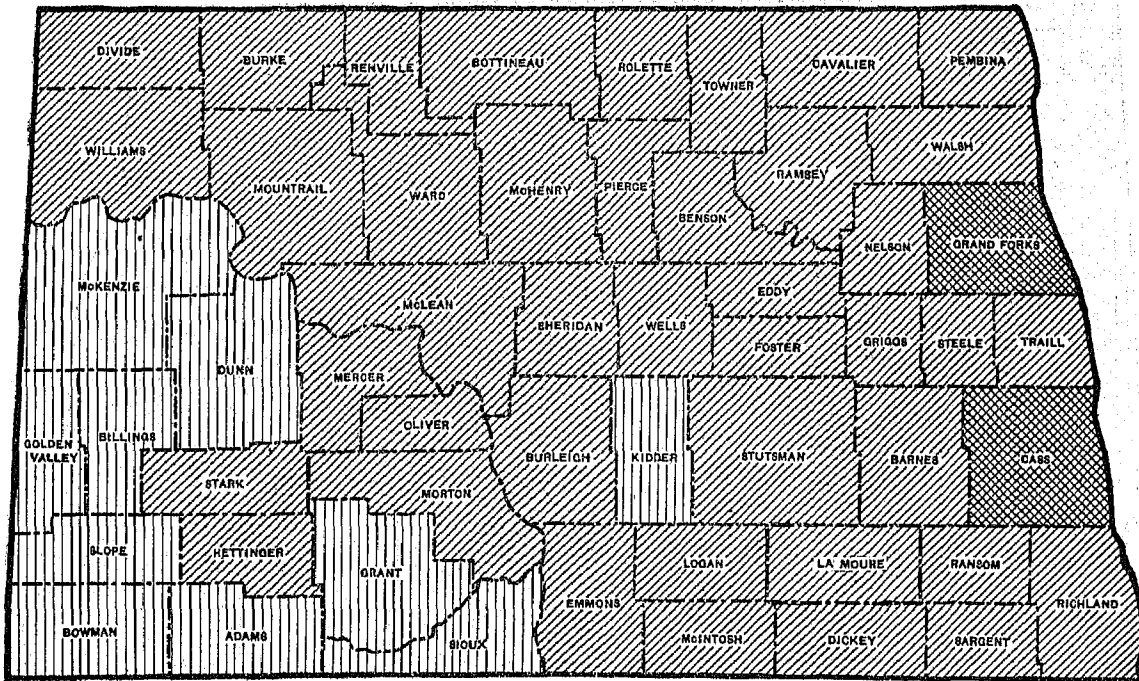 DIVIDE
BURKE
RENVILLE
BOTTINEAU
ROLETTE
TOWNER
CAVALIER
PEMBINA
WILLIAMS
MOUNTRAIL
WARD
McHENRY
PIERCE
BENSON
RAMSEY
WALSH
NELSON
GRAND FORKS
McKENZIE
DUNN
McLEAN
SHERIDAN
WELLS
EDDY
FOSTER
GRIGGS
STEELE
TRAILL
MERCER
OLIVER
GOLDEN
VALLEY
BILLINGS
STARK
MORTON
BURLEIGH
KIDDER
STUTSMAN
BARNES
CASS
SLOPE
HETTINGER
GRANT
EMMONS
LOGAN
LA MOURE
RANSOM
RICHLAND
BOWMAN
ADAMS
SIOUX
McINTOSH
DICKEY
SARGENT